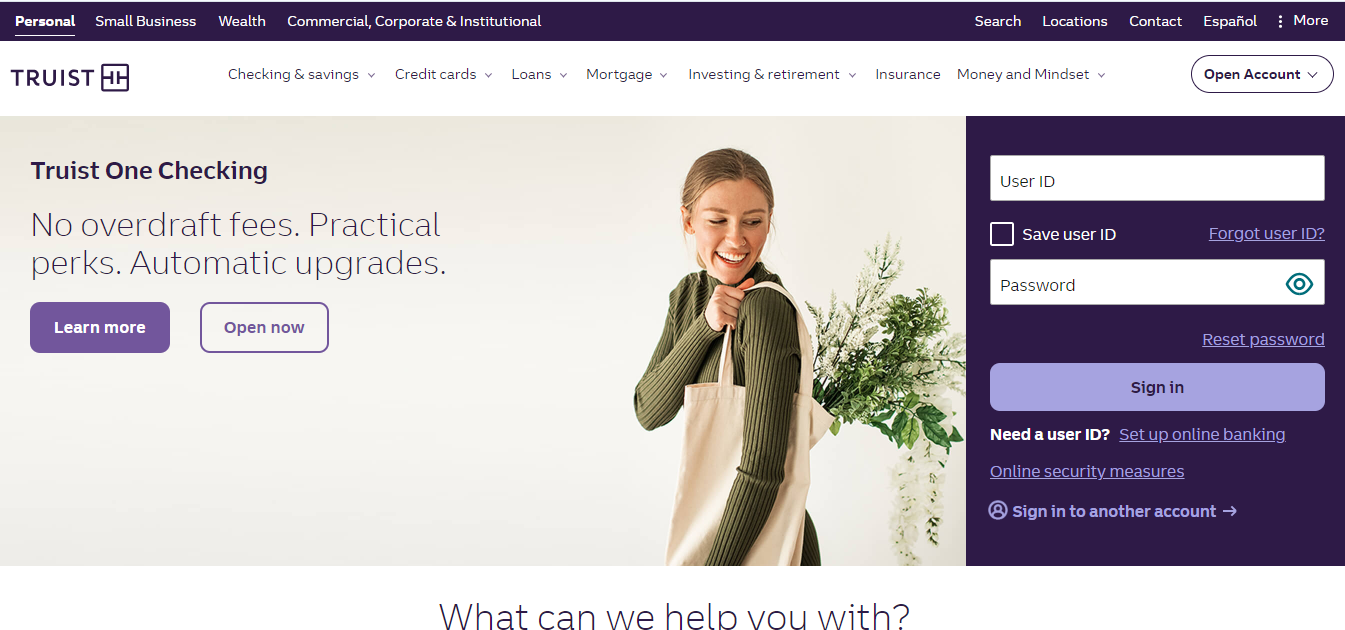 Personal Small Business Wealth Commercial, Corporate & Institutional Search Locations Contact Español More
TRUIST Checking & savings Credit cards Loans Mortgage Investing & retirement Insurance Money and Mindset Open Account
Truist One Checking
No overdraft fees. Practical
perks. Automatic upgrades.
Learn more Open now
User ID
Save user ID Forgot user ID?
Password
Reset password
Sign in
Need a user ID? Set up online banking
Online security measures
Sign in to another account →
What can we help you with?